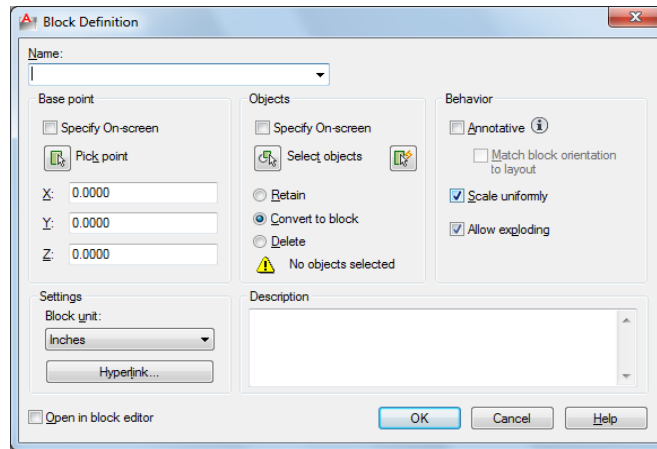 Block Definition
Name:
Base point
Specify On-screen
Pick point
X: 0.0000
Y: 0.0000
Z: 0.0000
Objects
Specify On-screen
Select objects
Retain
Convert to block
Delete
No objects selected
Behavior
Annotative
Match block orientation
to layout
Scale uniformly
Allow exploding
Settings
Block unit:
Inches
Hyperlink...
Description
Open in block editor
OK
Cancel
Help